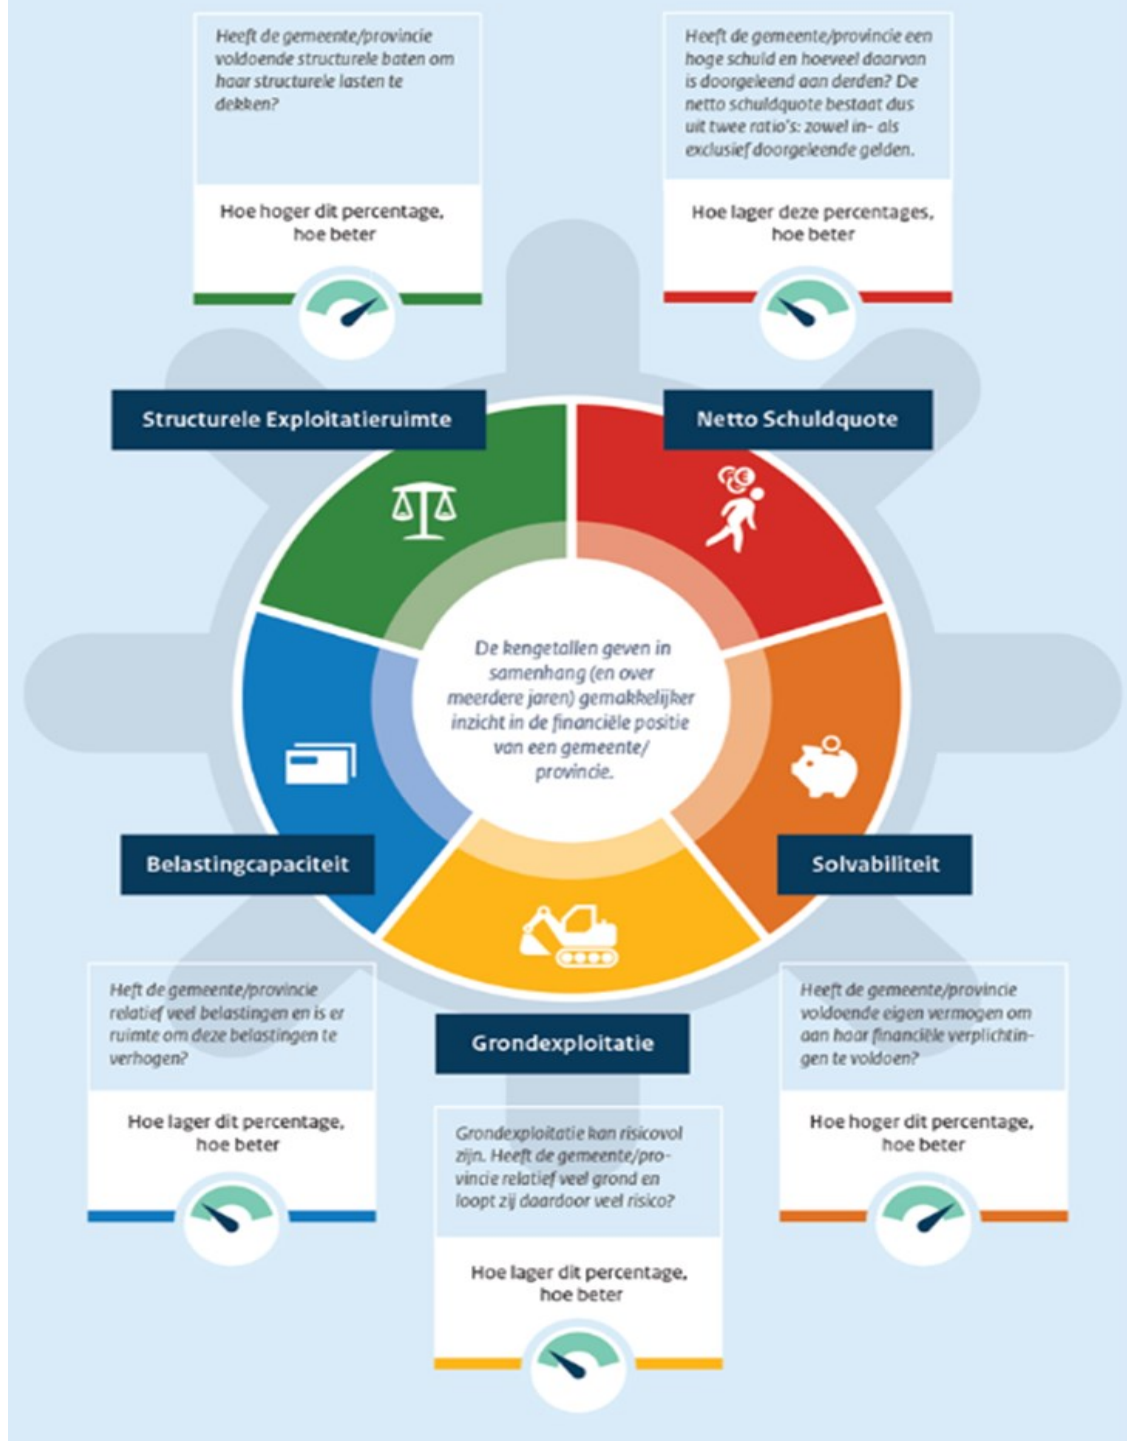 Heeft de gemeente/provincie
voldoende structurele baten om
haar structurele lasten te
dekken?
Hoe hoger dit percentage,
hoe beter
Heeft de gemeente/provincie een
hoge schuld en hoeveel daarvan
is doorgeleend aan derden? De
netto schuldquote bestaat dus
uit twee ratio's: zowel in- als
exclusief doorgeleende gelden.
Hoe lager deze percentages,
hoe beter
Structurele Exploitatieruimte
Netto Schuldquote
De kengetallen geven in
samenhang (en over
meerdere jaren) gemakkelijker
inzicht in de financiële positie
van een gemeente/
provincie.
Belastingcapaciteit
Solvabiliteit
Heft de gemeente/provincie
relatief veel belastingen en is er
ruimte om deze belastingen te
verhogen?
Hoe lager dit percentage,
hoe beter
Grondexploitatie
Grondexploitatie kan risicovol
zijn. Heeft de gemeente/pro-
vincie relatief veel grond en
loopt zij daardoor veel risico?
Hoe lager dit percentage,
hoe beter
Heeft de gemeente/provincie
voldoende eigen vermogen om
aan haar financiële verplichtin-
gen te voldoen?
Hoe hoger dit percentage,
hoe beter